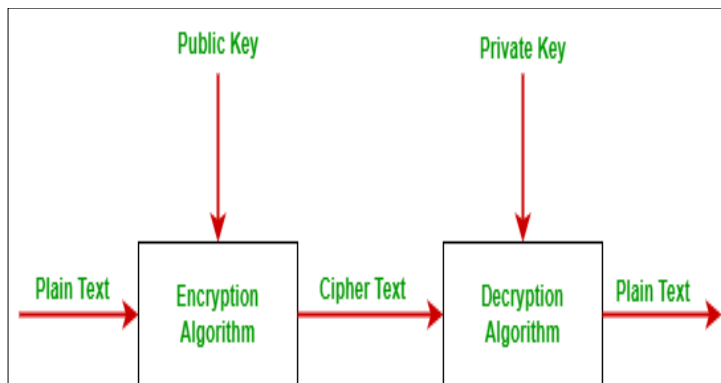 Public Key
Private Key
Plain Text
Encryption
Algorithm
Cipher Text
Decryption
Algorithm
Plain Text